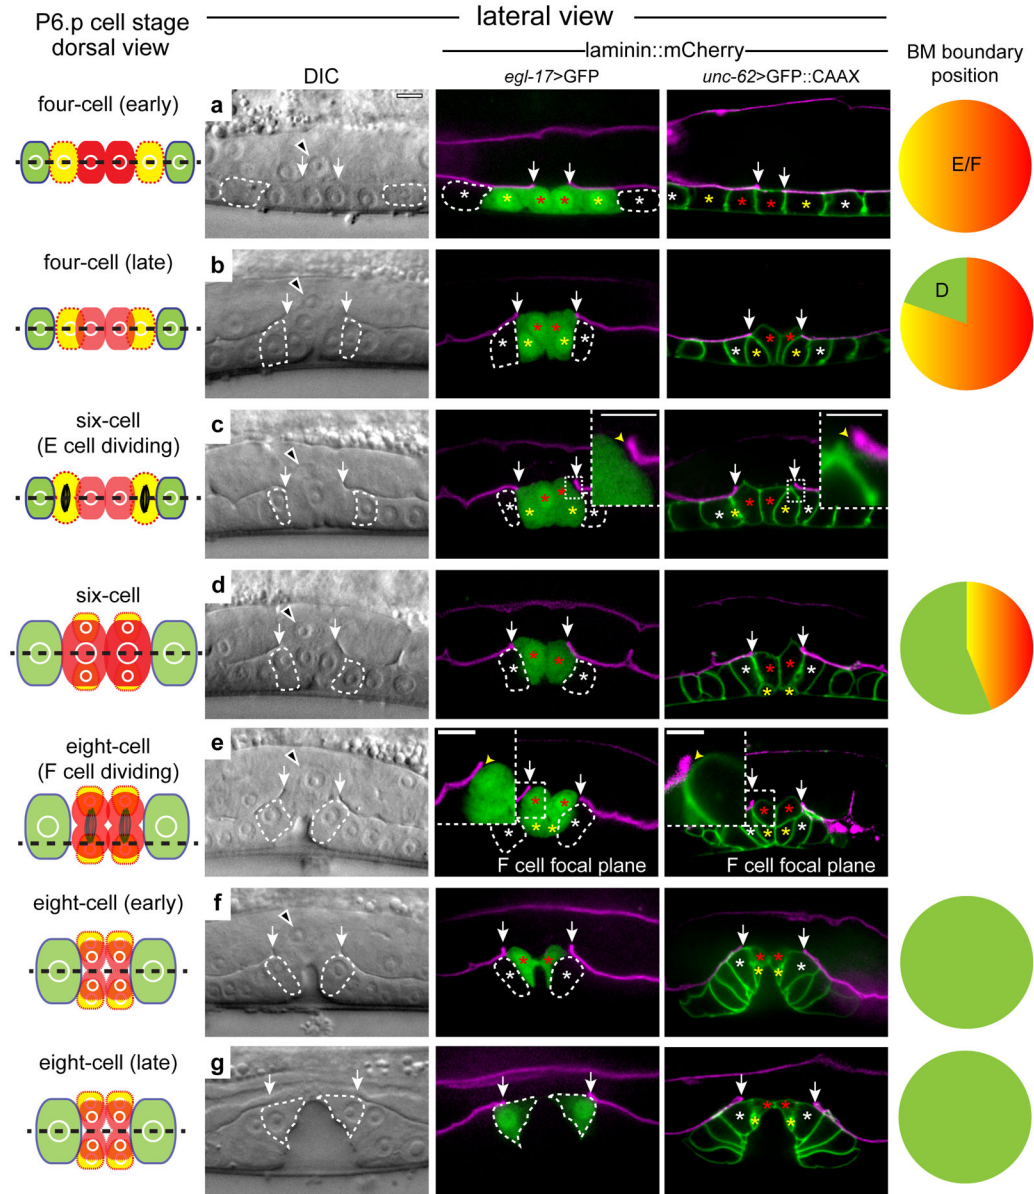 P6.p cell stage
dorsal view
lateral view
laminin::mCherry
DIC
egl-17>GFP
unc-62>GFP::CAAX
BM boundary
position
four-cell (early)
a
E/F
four-cell (late)
b
D
six-cell
(E cell dividing)
c
six-cell
d
eight-cell
(F cell dividing)
e
F cell focal plane
F cell focal plane
eight-cell (early)
f
eight-cell (late)
g